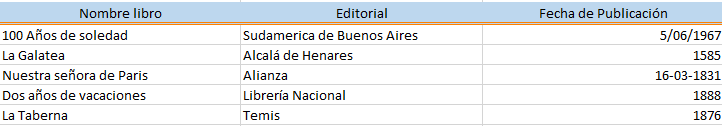 Nombre libro Editorial Fecha de Publicación
100 Años de soledad Sudamerica de Buenos Aires 5/06/1967
La Galatea Alcalá de Henares 1585
Nuestra señora de Paris Alianza 16-03-1831
Dos años de vacaciones Librería Nacional 1888
La Taberna Temis 1876